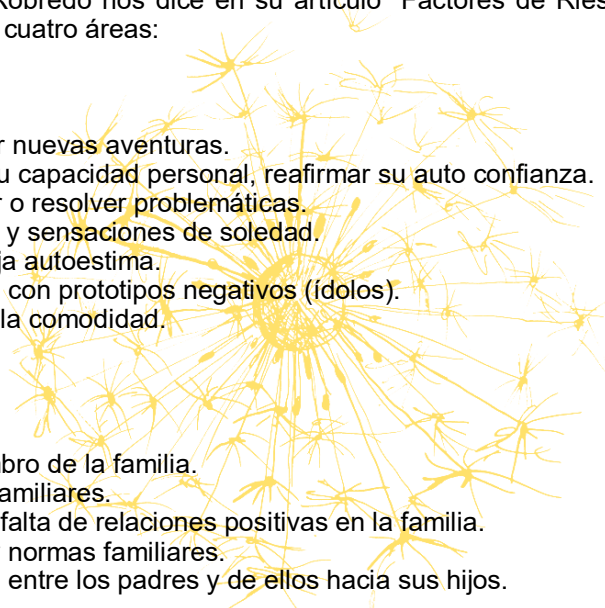 Robredo nos dice en su artículo "Factores de Ries
cuatro áreas:
r nuevas aventuras.
u capacidad personal, reafirmar su auto confianza.
r o resolver problemáticas.
y sensaciones de soledad.
ja autoestima.
con prototipos negativos (ídolos).
la comodidad.
bro de la familia.
amiliares.
falta de relaciones positivas en la familia.
normas familiares.
entre los padres y de ellos hacia sus hijos.